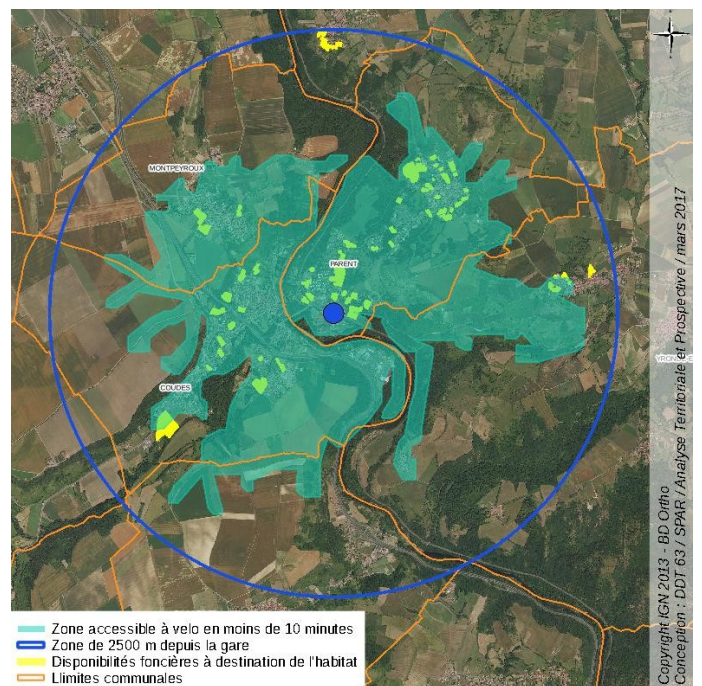 MONTPEYROUX
PARENT
COUDES
Zone accessible à velo en moins de 10 minutes
Zone de 2500 m depuis la gare
Disponibilités foncières à destination de l'habitat
Llimites communales
Copyright IGN 2013 - BD Ortho
Conception : DDT 63 / SPAR / Analyse Territoriale et Prospective / mars 2017